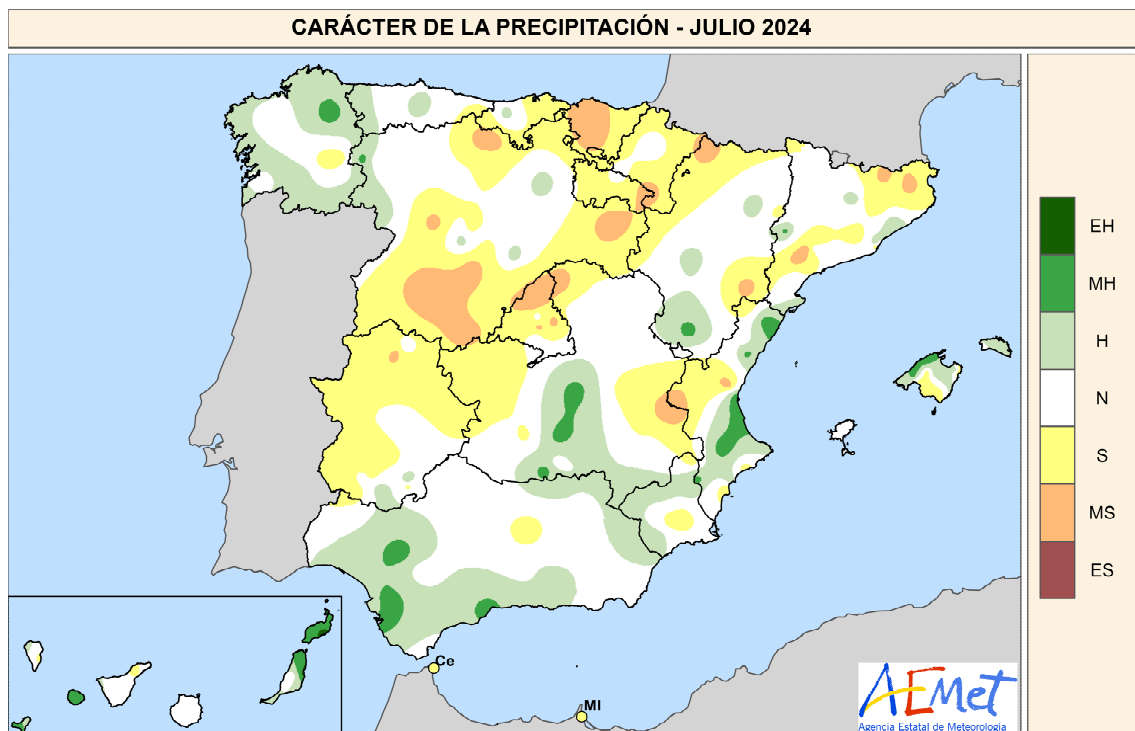 CARÁCTER DE LA PRECIPITACIÓN - JULIO 2024
EH
MH
H
N
S
MS
ES
Ce
Ml
AEMet
Agencia Estatal de Meteorología